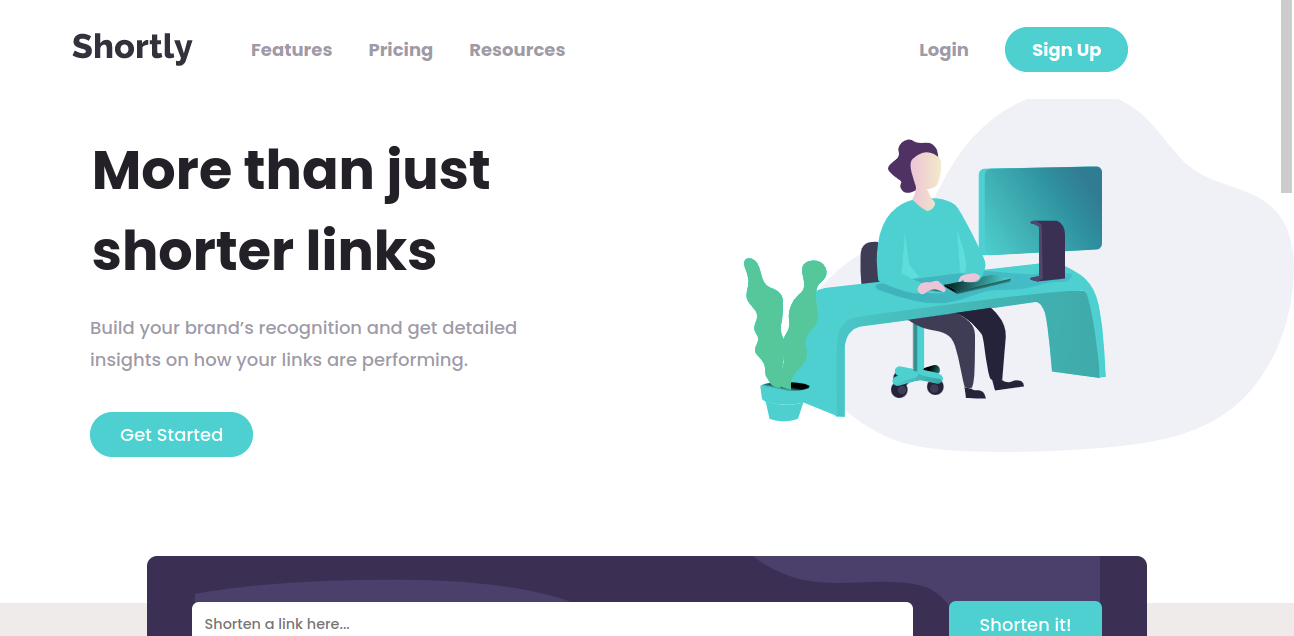 Shortly Features Pricing Resources Login Sign Up
More than just
shorter links
Build your brand’s recognition and get detailed
insights on how your links are performing.
Get Started
Shorten a link here... Shorten it!